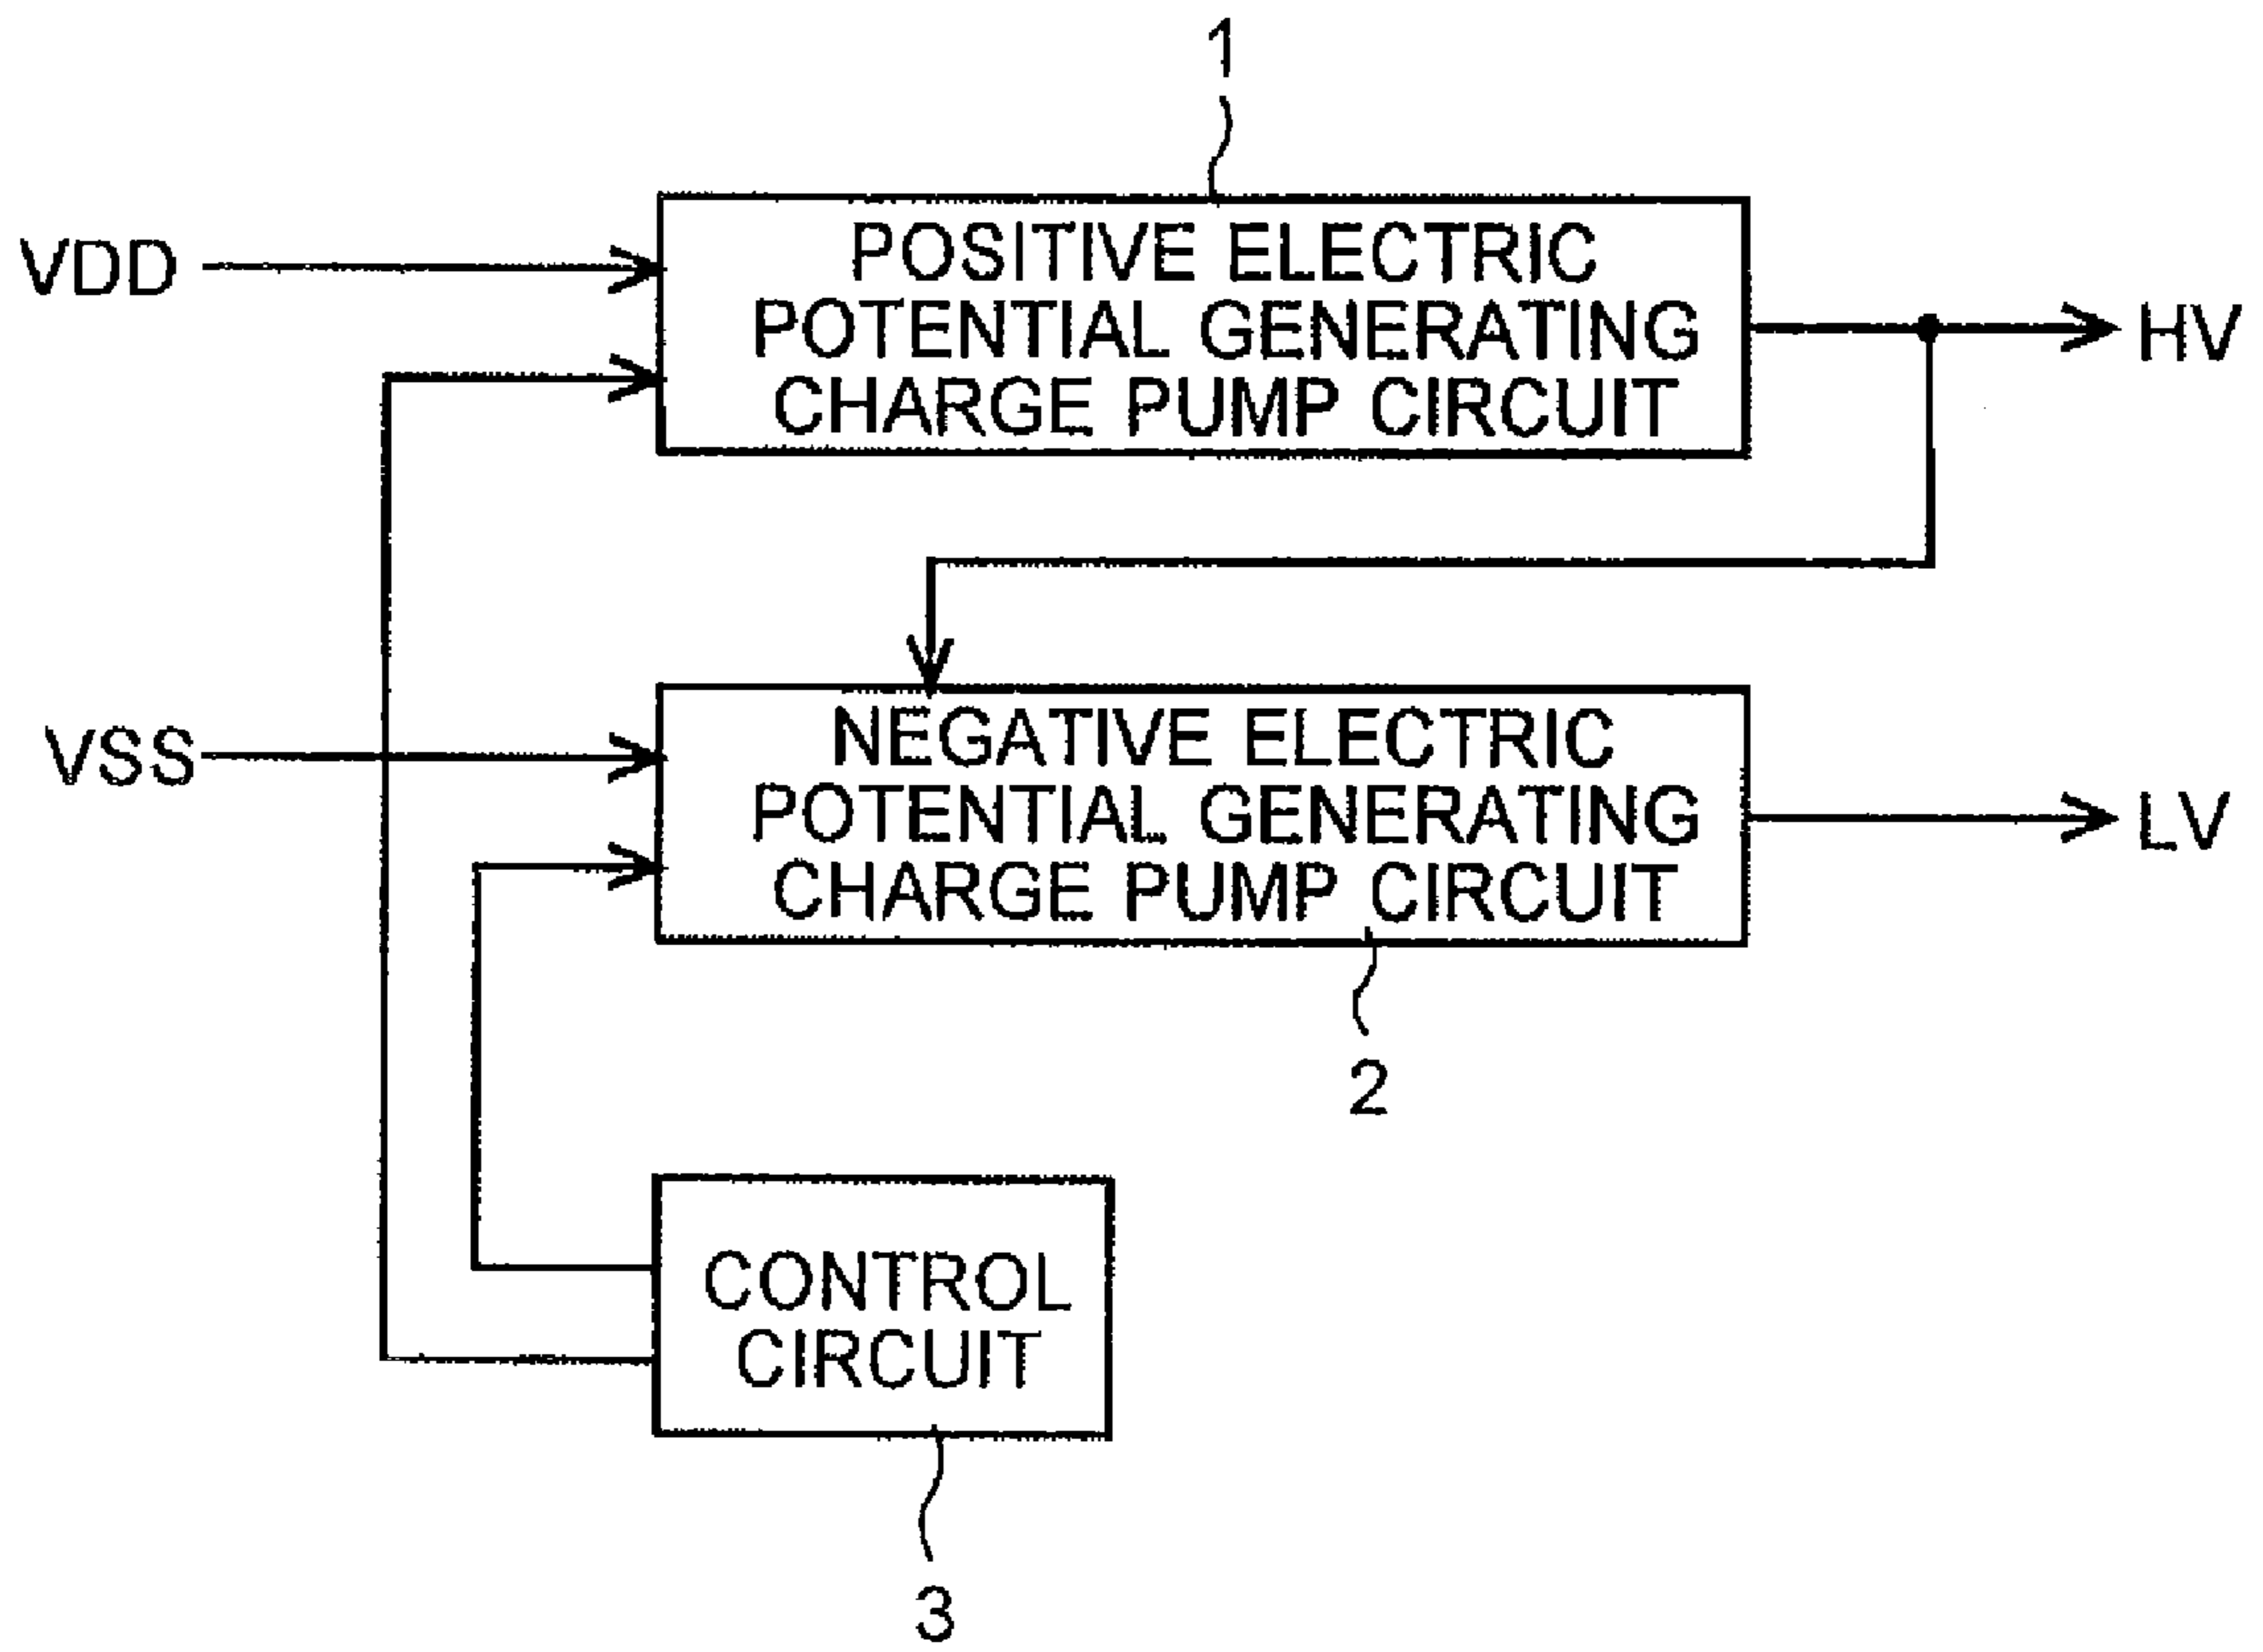 1
VDD
POSITIVE ELECTRIC
POTENTIAL GENERATING
CHARGE PUMP CIRCUIT
HV
VSS
NEGATIVE ELECTRIC
POTENTIAL GENERATING
CHARGE PUMP CIRCUIT
LV
2
CONTROL
CIRCUIT
3